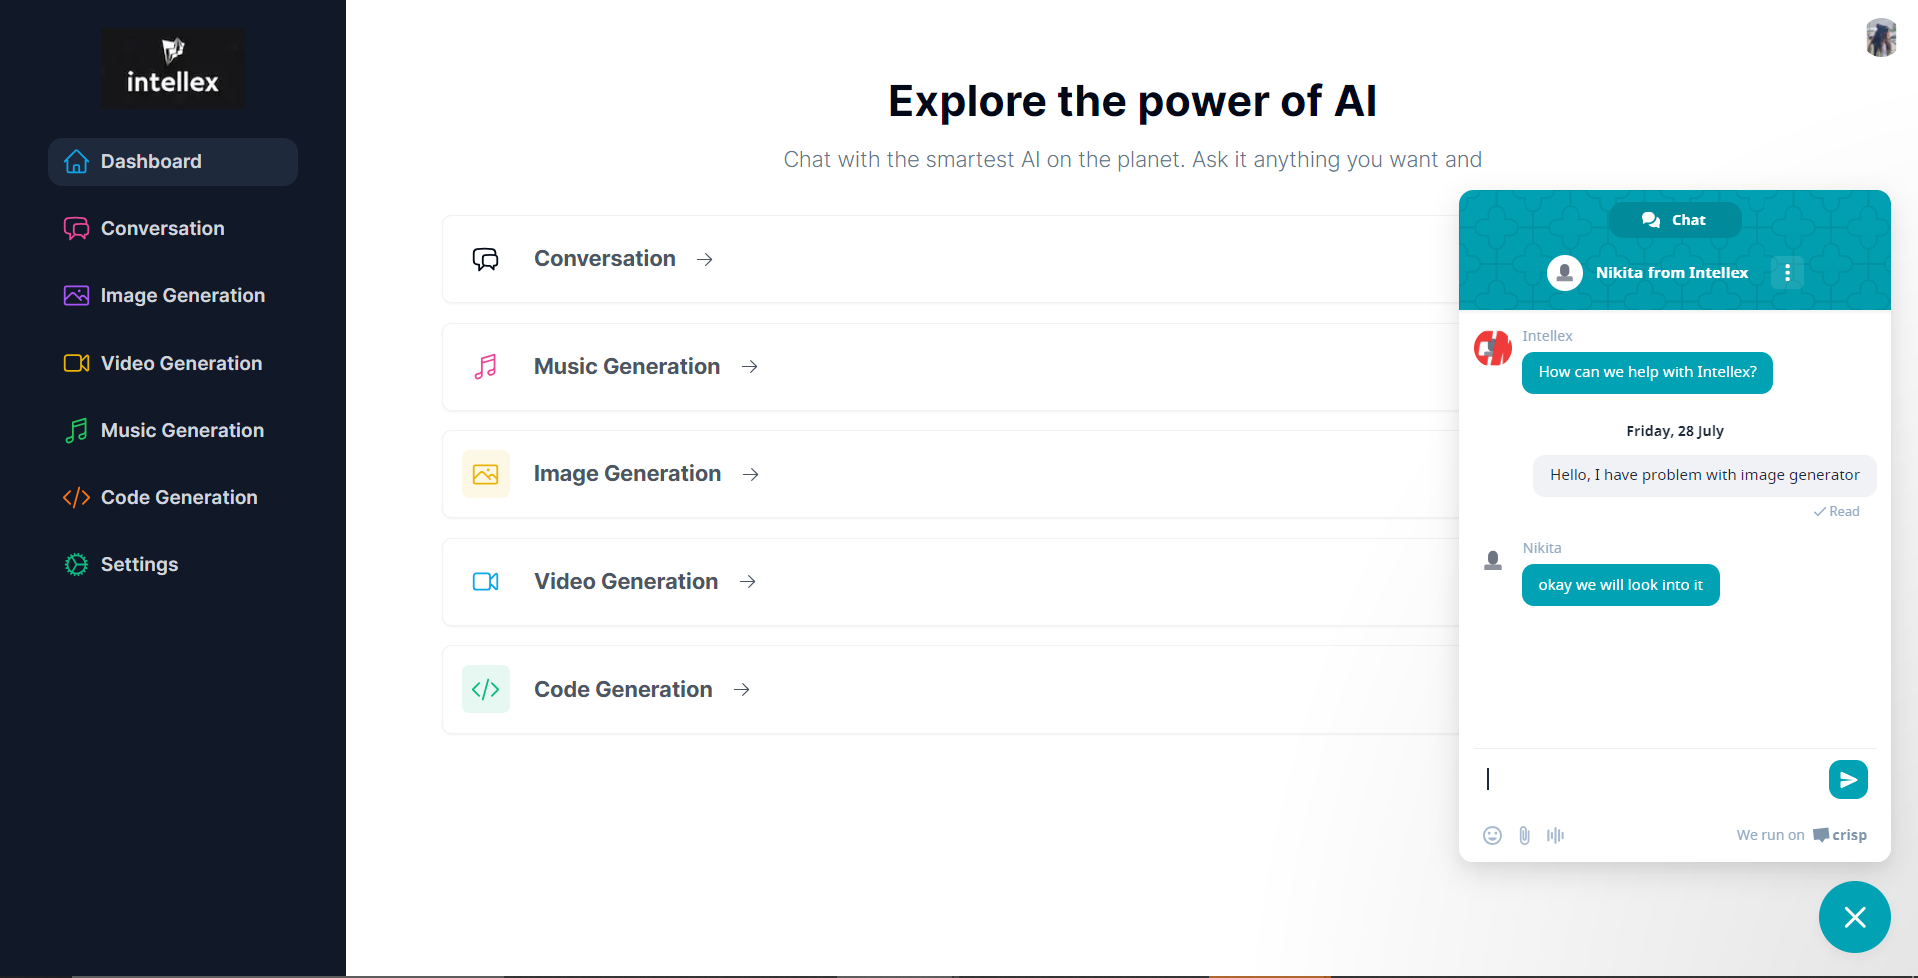 intellex
Dashboard
Conversation
Image Generation
Video Generation
Music Generation
Code Generation
Settings
Explore the power of AI
Chat with the smartest AI on the planet. Ask it anything you want and
Conversation
Music Generation
Image Generation
Video Generation
Code Generation
Chat
Nikita from Intellex
Intellex
How can we help with Intellex?
Friday, 28 July
Hello, I have problem with image generator
Read
Nikita
okay we will look into it
We run on crisp